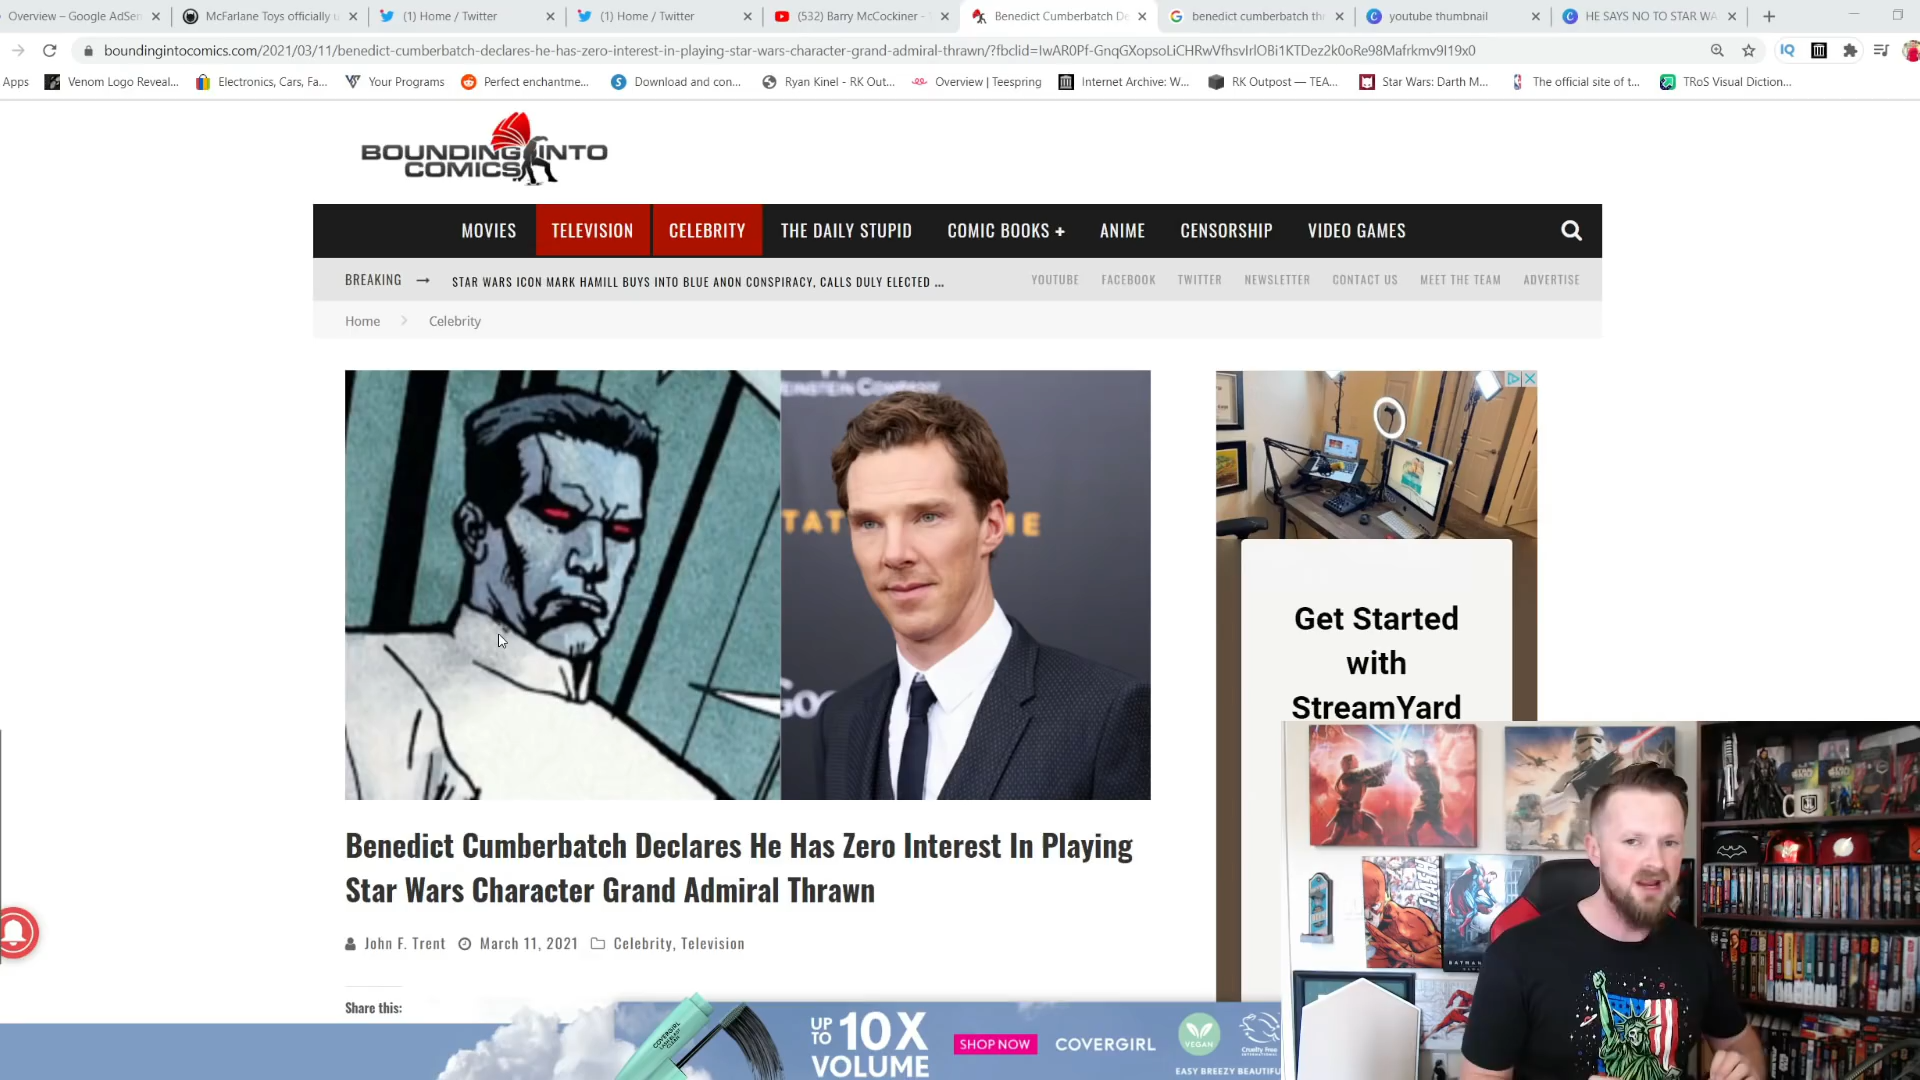 Overview – Google AdSen
McFarlane Toys officially u
(1) Home / Twitter
(1) Home / Twitter
(532) Barry McCockiner -
Benedict Cumberbatch De
benedict cumberbatch thr
youtube thumbnail
HE SAYS NO TO STAR WA
boundingintocomics.com/2021/03/11/benedict-cumberbatch-declares-he-has-zero-interest-in-playing-star-wars-character-grand-admiral-thrawn/?fbclid=IwAR0Pf-GnqGXopsoLiCHRwVfhsvIrlOBi1KTDez2k0oRe98Mafrkmv9I19x0
Apps
Venom Logo Reveal...
Electronics, Cars, Fa...
Your Programs
Perfect enchantme...
Download and con...
Ryan Kinel - RK Out...
Overview | Teespring
Internet Archive: W...
RK Outpost — TEA...
Star Wars: Darth M...
The official site of t...
TRoS Visual Diction...
BOUNDING INTO
COMICS
MOVIES TELEVISION CELEBRITY THE DAILY STUPID COMIC BOOKS + ANIME CENSORSHIP VIDEO GAMES
BREAKING → STAR WARS ICON MARK HAMILL BUYS INTO BLUE ANON CONSPIRACY, CALLS DULY ELECTED ...
YOUTUBE FACEBOOK TWITTER NEWSLETTER CONTACT US MEET THE TEAM ADVERTISE
Home > Celebrity
EINSTEIN COMPANY
Get Started
with
StreamYard
Benedict Cumberbatch Declares He Has Zero Interest In Playing
Star Wars Character Grand Admiral Thrawn
John F. Trent March 11, 2021 Celebrity, Television
Share this:
UP TO 10X
VOLUME
SHOP NOW
COVERGIRL
VEGAN
EASY BREEZY BEAUTIFU